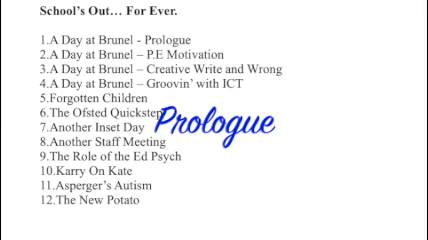 School's Out… For Ever.
1.A Day at Brunel - Prologue
2.A Day at Brunel – P.E Motivation
3.A Day at Brunel – Creative Write and Wrong
4.A Day at Brunel – Groovin' with ICT
5.Forgotten Children
6.The Ofsted Quickstep
7.Another Inset Day
8.Another Staff Meeting
9.The Role of the Ed Psych
10.Karry On Kate
11.Asperger's Autism
12.The New Potato
Prologue